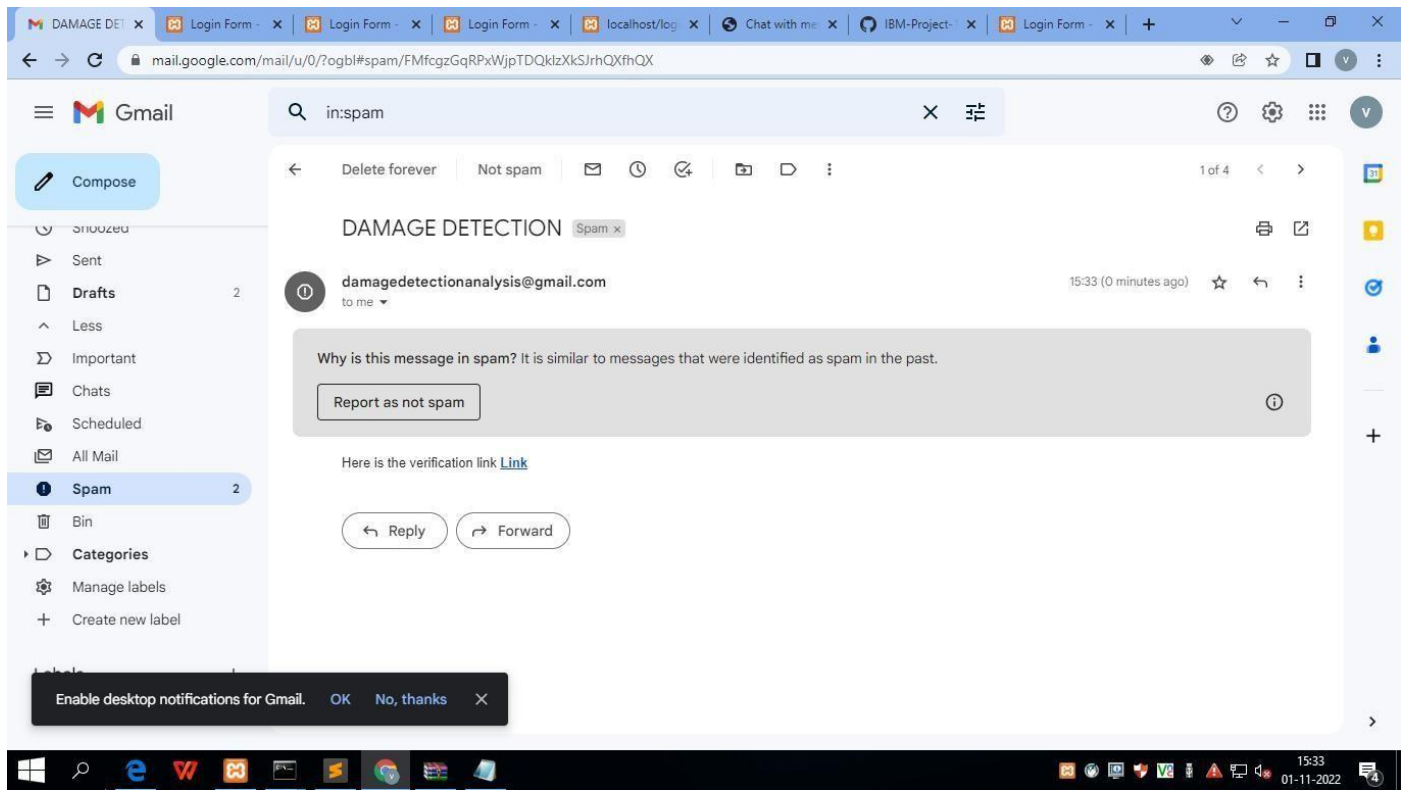 DAMAGE DET
Login Form -
Login Form -
Login Form -
localhost/log
Chat with me
IBM-Project-
Login Form -
mail.google.com/mail/u/0/?ogbl#spam/FMfcgzGqRPxWjpTDQklzXkSJrhQXfhQX
Gmail
in:spam
V
Compose
Delete forever Not spam
1 of 4
Snoozed
DAMAGE DETECTION Spam x
Sent
damagedetectionanalysis@gmail.com
15:33 (0 minutes ago)
Drafts 2
to me
Less
Important
Why is this message in spam? It is similar to messages that were identified as spam in the past.
Chats
Report as not spam
Scheduled
All Mail
Here is the verification link Link
Spam 2
Bin
Reply Forward
Categories
Manage labels
Create new label
Labels
Enable desktop notifications for Gmail. OK No, thanks
15:33
01-11-2022